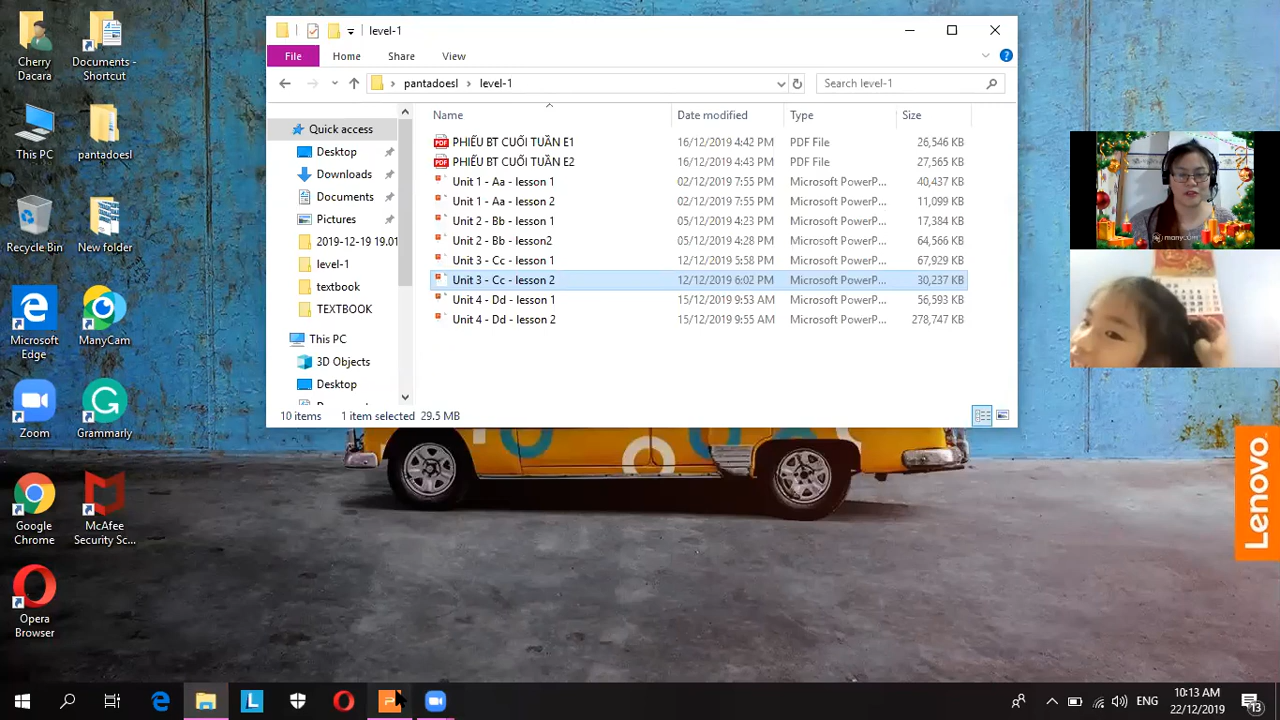 Cherry
Dacara
Documents -
Shortcut
This PC
pantadoesl
Recycle Bin
New folder
Microsoft
Edge
ManyCam
Zoom
Grammarly
Google
Chrome
McAfee
Security Sc...
Opera
Browser
level-1
File
Home
Share
View
pantadoesl
level-1
Search level-1
Name
Date modified
Type
Size
Quick access
Desktop
Downloads
Documents
Pictures
2019-12-19 19.01
level-1
textbook
TEXTBOOK
This PC
3D Objects
Desktop
PHIẾU BT CUỐI TUẦN E1 16/12/2019 4:42 PM PDF File 26,546 KB
PHIẾU BT CUỐI TUẦN E2 16/12/2019 4:43 PM PDF File 27,565 KB
Unit 1 - Aa - lesson 1 02/12/2019 7:55 PM Microsoft PowerP... 40,437 KB
Unit 1 - Aa - lesson 2 02/12/2019 7:55 PM Microsoft PowerP... 11,099 KB
Unit 2 - Bb - lesson 1 05/12/2019 4:23 PM Microsoft PowerP... 17,384 KB
Unit 2 - Bb - lesson2 05/12/2019 4:28 PM Microsoft PowerP... 64,566 KB
Unit 3 - Cc - lesson 1 12/12/2019 5:58 PM Microsoft PowerP... 67,929 KB
Unit 3 - Cc - lesson 2 12/12/2019 6:02 PM Microsoft PowerP... 30,237 KB
Unit 4 - Dd - lesson 1 15/12/2019 9:53 AM Microsoft PowerP... 56,593 KB
Unit 4 - Dd - lesson 2 15/12/2019 9:55 AM Microsoft PowerP... 278,747 KB
10 items 1 item selected 29.5 MB
manycam
Lenovo
ENG
10:13 AM
22/12/2019
13